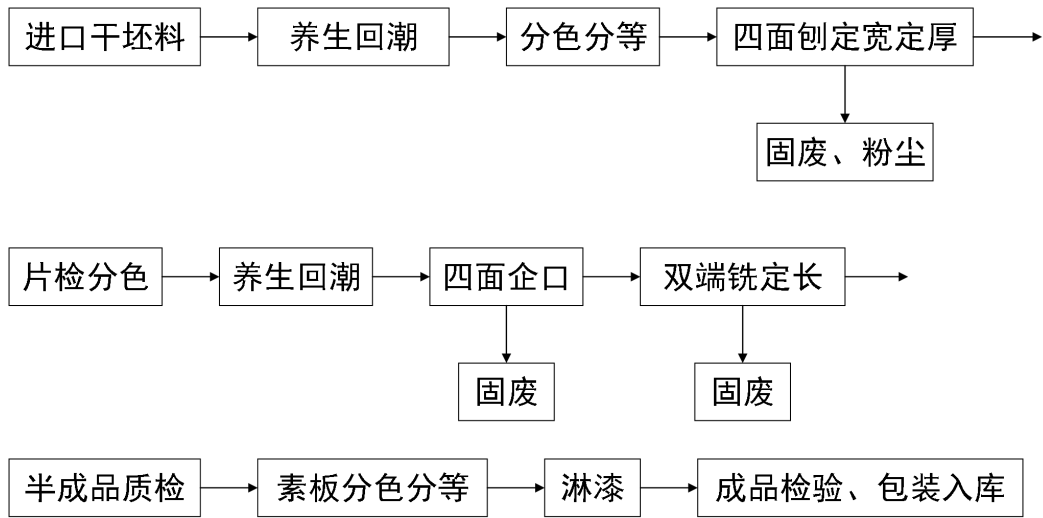 进口干坯料 养生回潮 分色分等 四面刨定宽定厚
固废、粉尘
片检分色 养生回潮 四面企口 双端铣定长
固废 固废
半成品质检 素板分色分等 淋漆 成品检验、包装入库